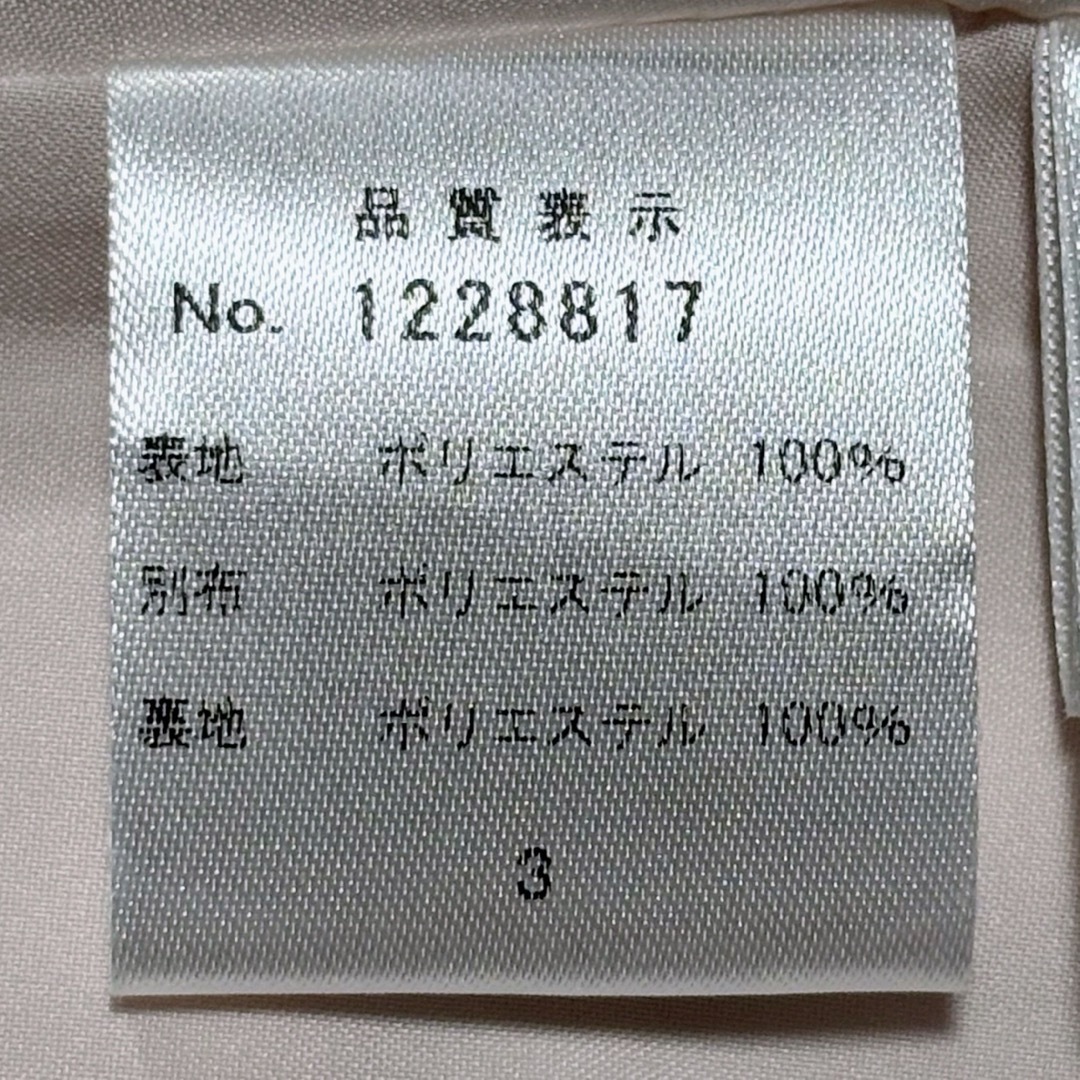 品質表示
No. 1228817
表地 ポリエステル 100%
別布 ポリエステル 100%
裏地 ポリエステル 100%
3